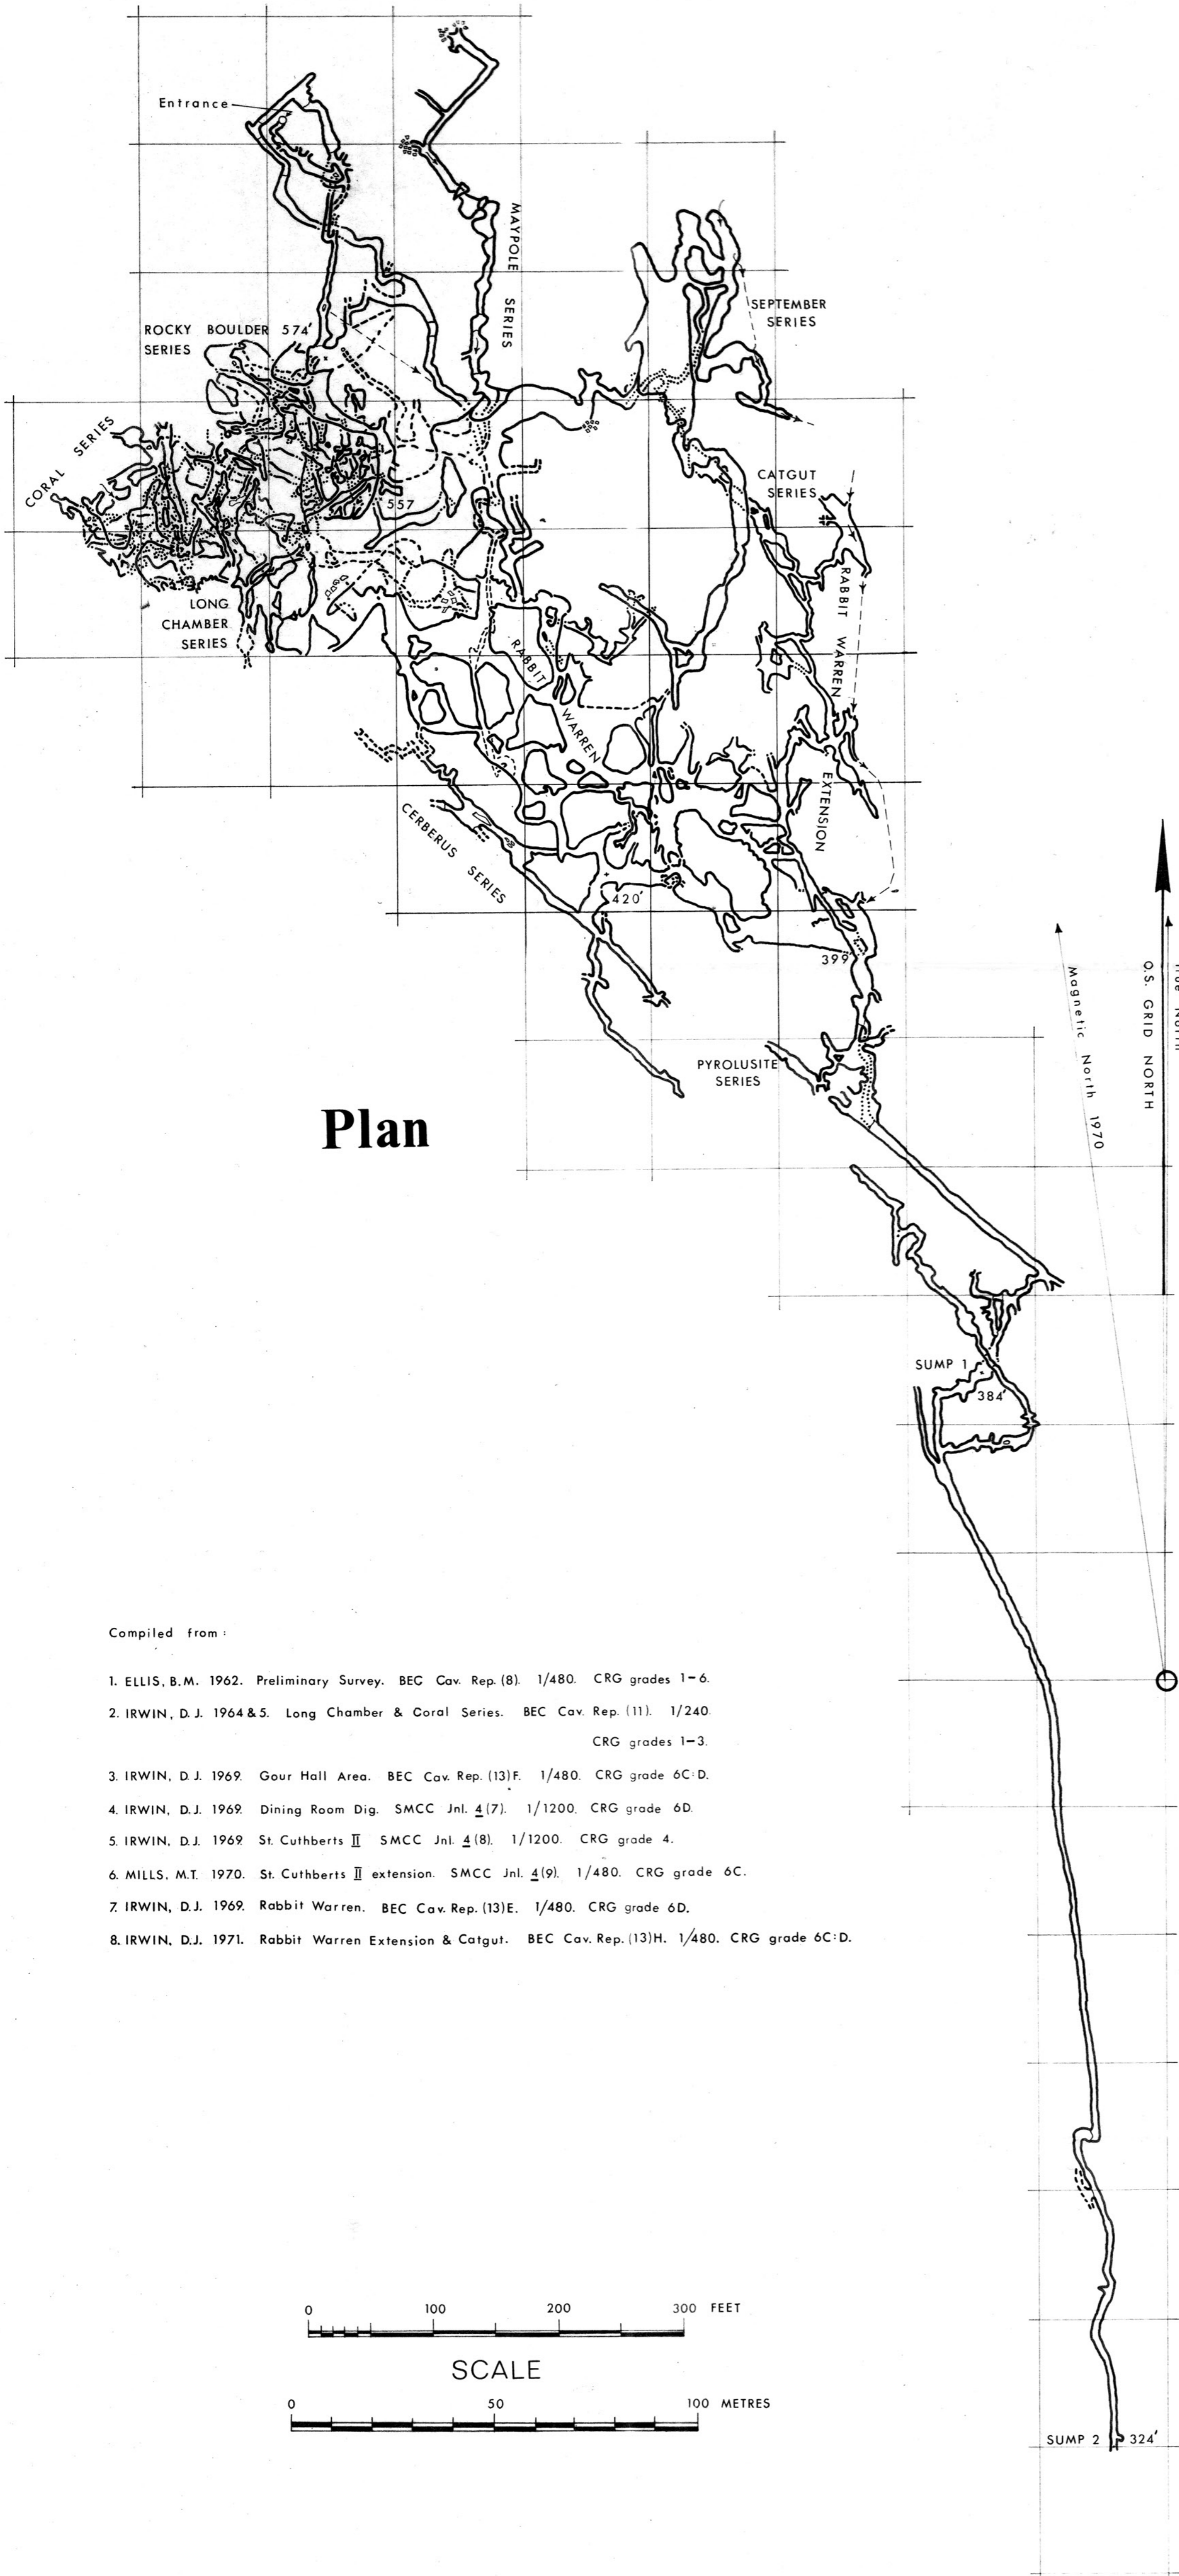 Entrance
MAYPOLE SERIES
SEPTEMBER
SERIES
ROCKY BOULDER 574'
SERIES
CORAL SERIES
CATGUT
SERIES
557
LONG
CHAMBER
SERIES
RABBIT WARREN
RABBIT WARREN EXTENSION
CERBERUS SERIES
420'
399'
Magnetic North 1970
O.S. GRID NORTH
PYROLUSITE
SERIES
Plan
SUMP 1
384'
Compiled from :
1. ELLIS, B.M. 1962. Preliminary Survey. BEC Cav. Rep. (8). 1/480. CRG grades 1-6.
2. IRWIN, D.J. 1964 & 5. Long Chamber & Coral Series. BEC Cav. Rep. (11). 1/240.
CRG grades 1-3.
3. IRWIN, D.J. 1969. Gour Hall Area. BEC Cav. Rep. (13)F. 1/480. CRG grade 6C:D.
4. IRWIN, D.J. 1969. Dining Room Dig. SMCC Jnl. 4(7). 1/1200. CRG grade 6D.
5. IRWIN, D.J. 1969 St. Cuthberts II SMCC Jnl. 4(8). 1/1200. CRG grade 4.
6. MILLS, M.T. 1970. St. Cuthberts II extension. SMCC Jnl. 4(9). 1/480. CRG grade 6C.
7. IRWIN, D.J. 1969. Rabbit Warren. BEC Cav. Rep. (13)E. 1/480. CRG grade 6D.
8. IRWIN, D.J. 1971. Rabbit Warren Extension & Catgut. BEC Cav. Rep. (13)H. 1/480. CRG grade 6C:D.
0 100 200 300 FEET
SCALE
0 50 100 METRES
SUMP 2 324'